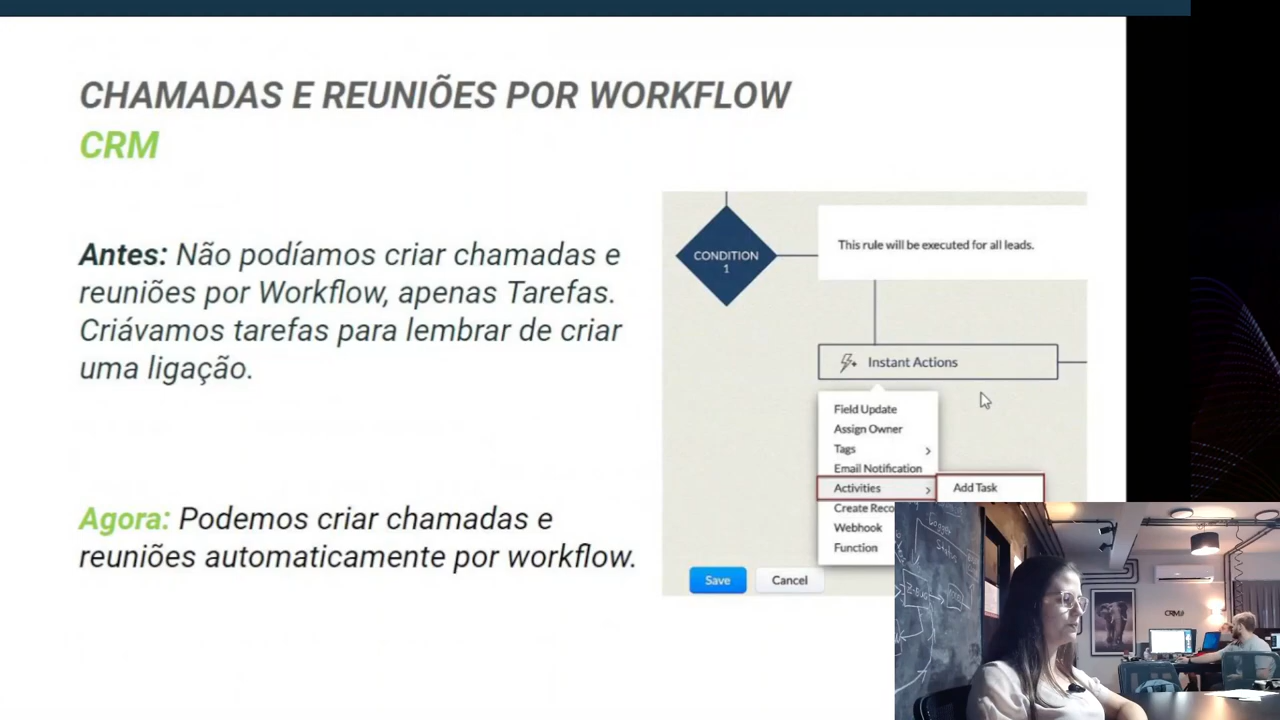 CHAMADAS E REUNIÕES POR WORKFLOW
CRM
Antes: Não podíamos criar chamadas e
reuniões por Workflow, apenas Tarefas.
Criávamos tarefas para lembrar de criar
uma ligação.
Agora: Podemos criar chamadas e
reuniões automaticamente por workflow.
CONDITION
1
This rule will be executed for all leads.
Instant Actions
Field Update
Assign Owner
Tags
Email Notification
Activities
Add Task
Create Reco
Webhook
Function
Save
Cancel
CRM